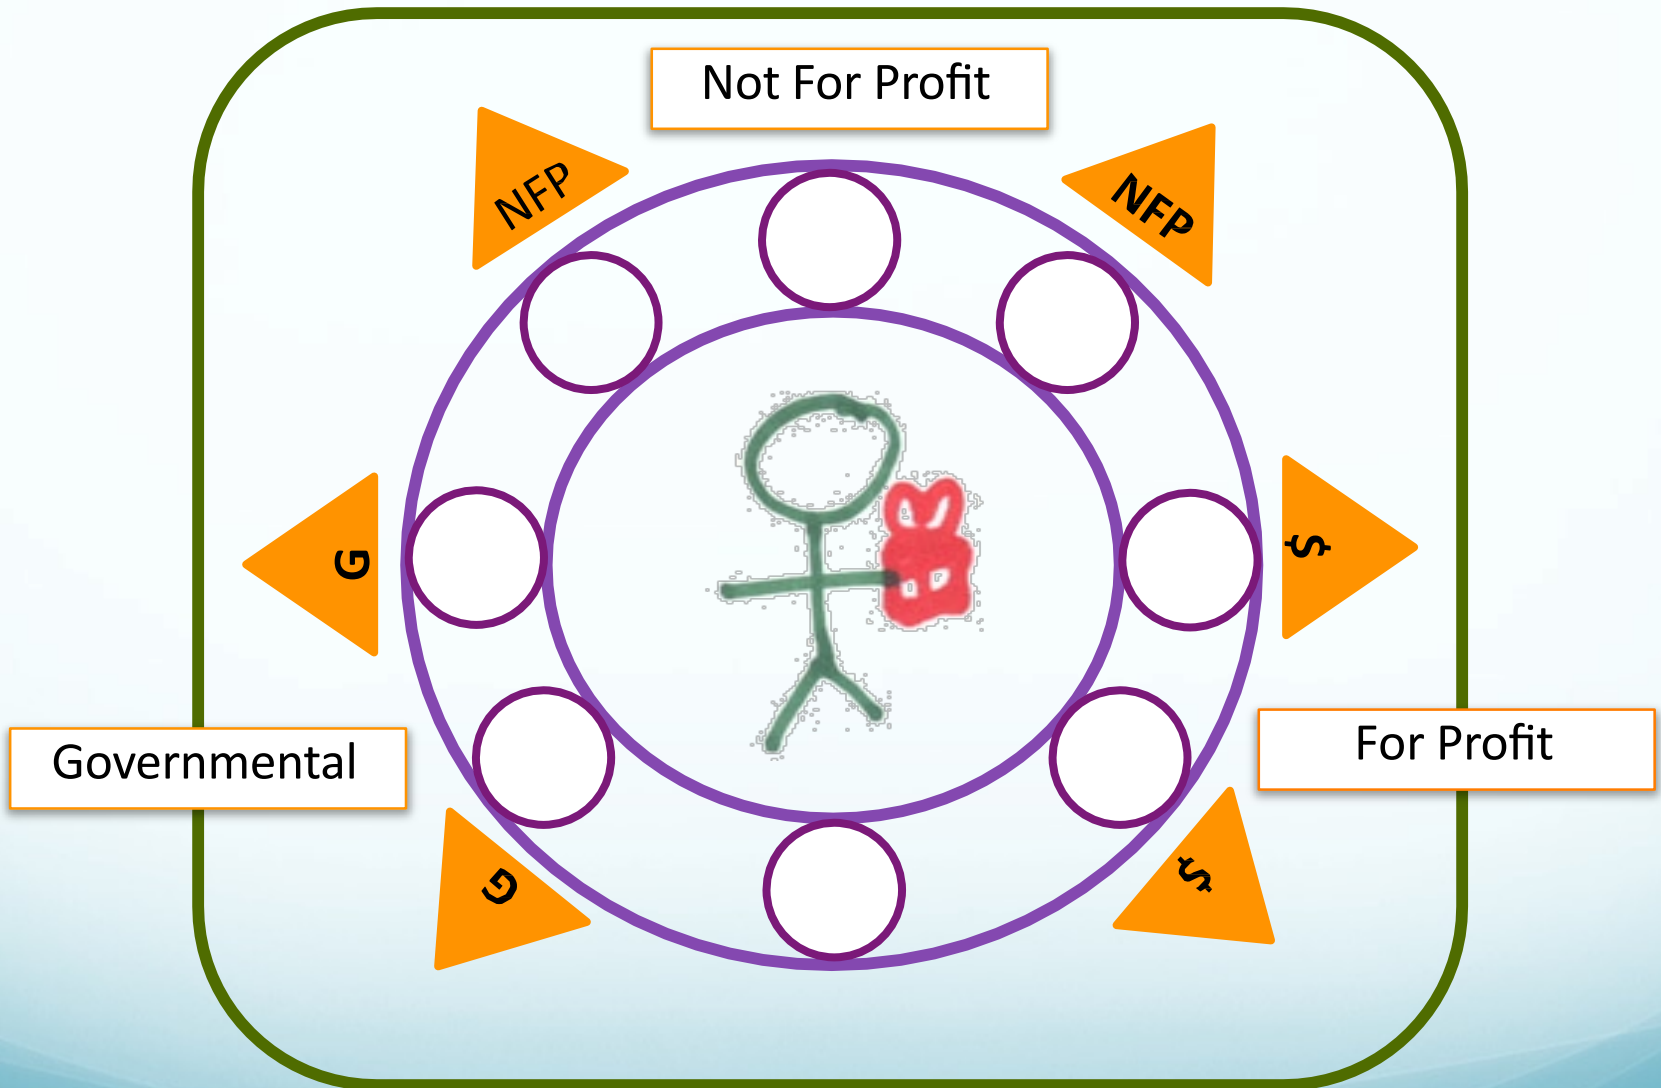 Not For Profit
NFP
NFP
G
$
Governmental
For Profit
G
$